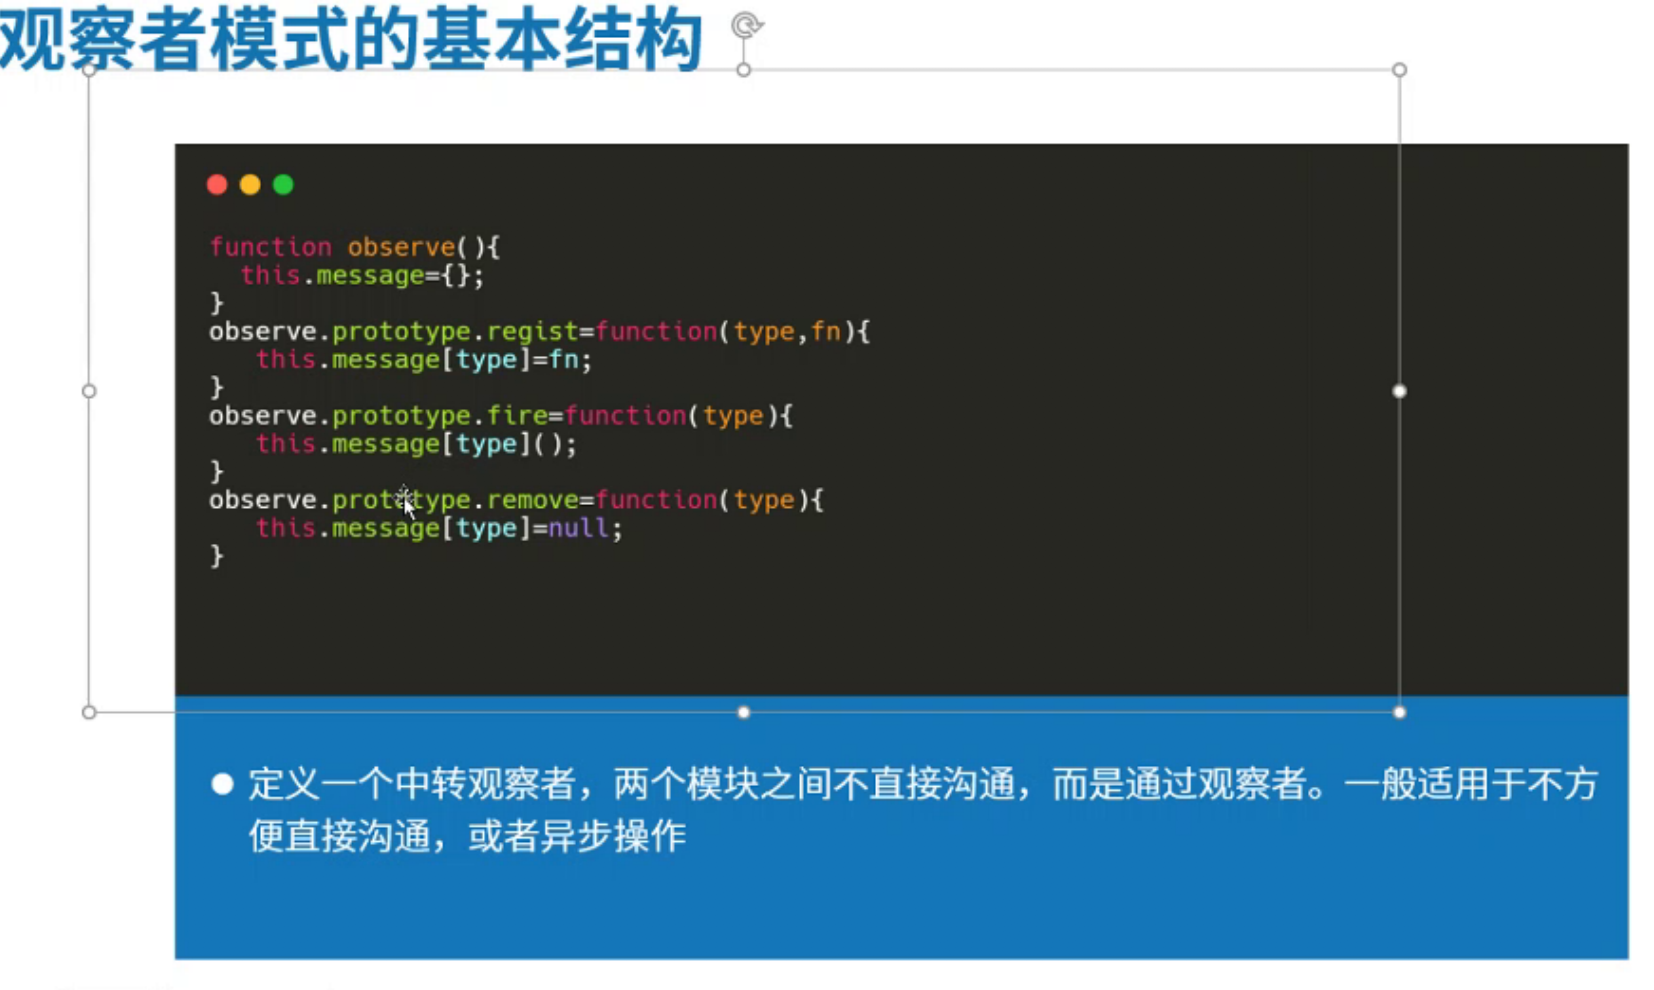 观察者模式的基本结构
function observe(){
  this.message={};
}
observe.prototype.regist=function(type,fn){
   this.message[type]=fn;
}
observe.prototype.fire=function(type){
   this.message[type]();
}
observe.prototype.remove=function(type){
   this.message[type]=null;
}
● 定义一个中转观察者，两个模块之间不直接沟通，而是通过观察者。一般适用于不方
便直接沟通，或者异步操作